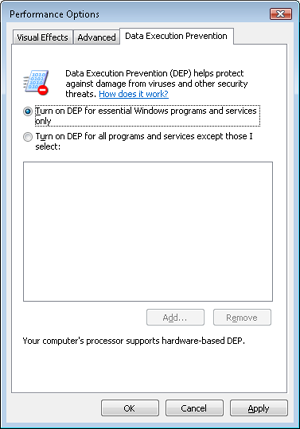 Performance Options
Visual Effects Advanced Data Execution Prevention
Data Execution Prevention (DEP) helps protect
against damage from viruses and other security
threats. How does it work?
Turn on DEP for essential Windows programs and services
only
Turn on DEP for all programs and services except those I
select:
Add... Remove
Your computer's processor supports hardware-based DEP.
OK Cancel Apply